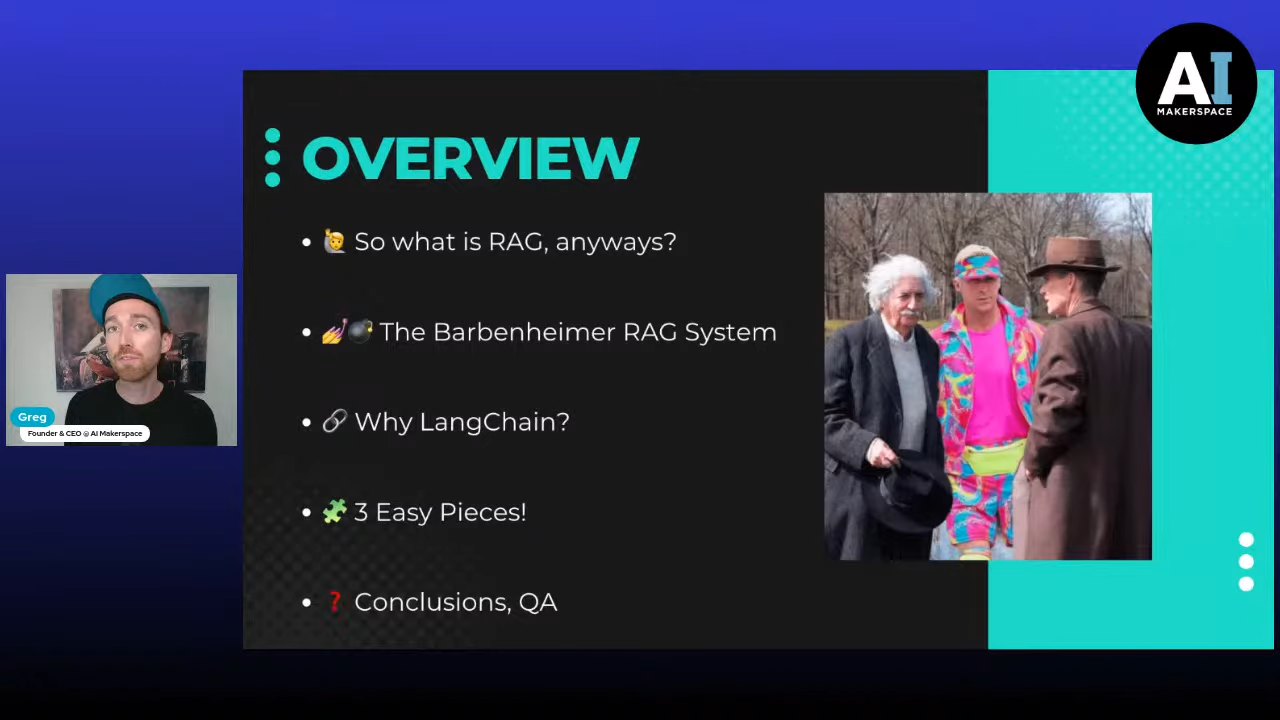 AI
MAKERSPACE
OVERVIEW
So what is RAG, anyways?
The Barbenheimer RAG System
Why LangChain?
3 Easy Pieces!
Conclusions, QA
Greg
Founder & CEO @ AI Makerspace